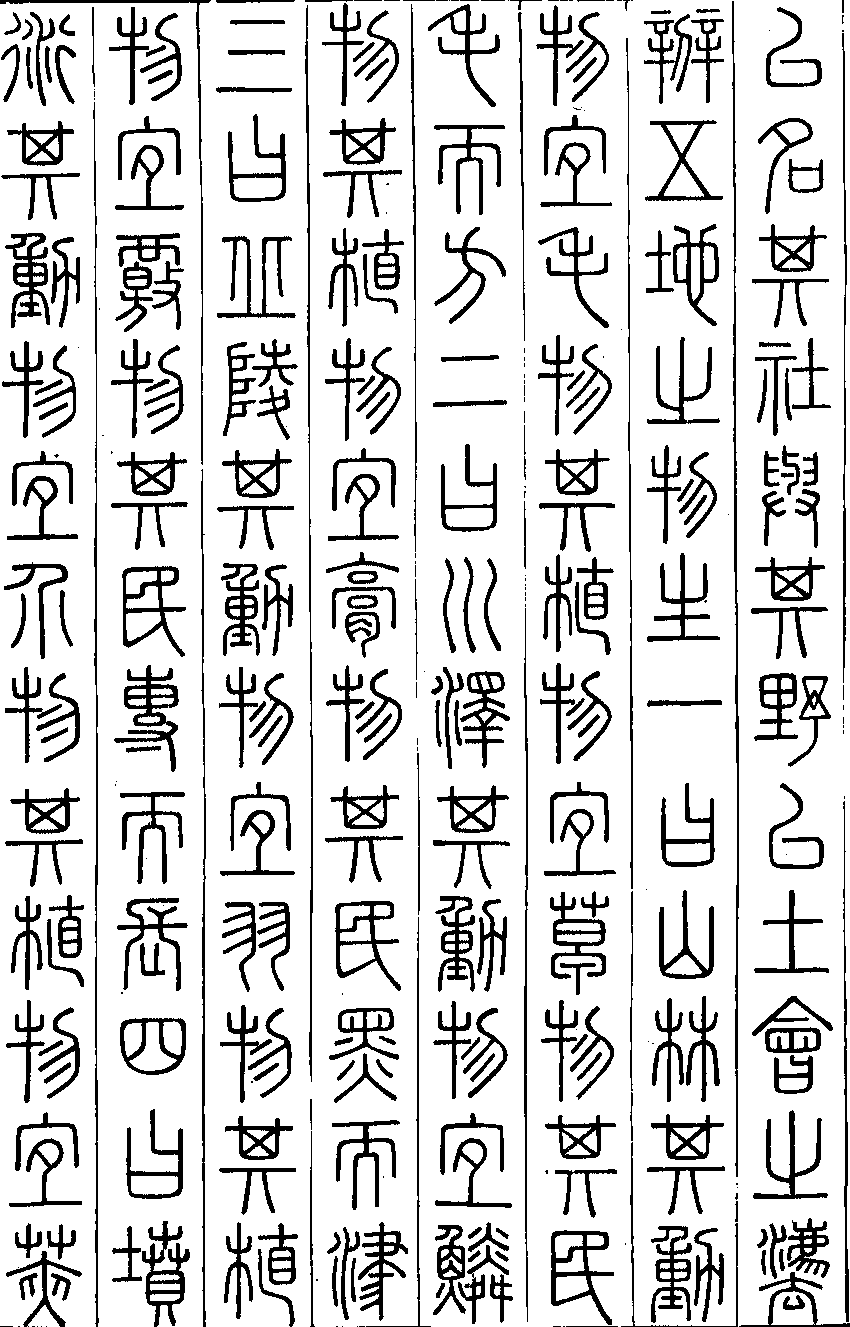 以名其社與其野以土會之灋
辨五地之物生一曰山林其動
物宜毛物其植物宜草物其民
毛而方二曰川澤其動物宜鱗
物其植物宜膏物其民黑而津
三曰丘陵其動物宜羽物其植
物宜覈物其民專而長四曰墳
衍其動物宜介物其植物宜莢